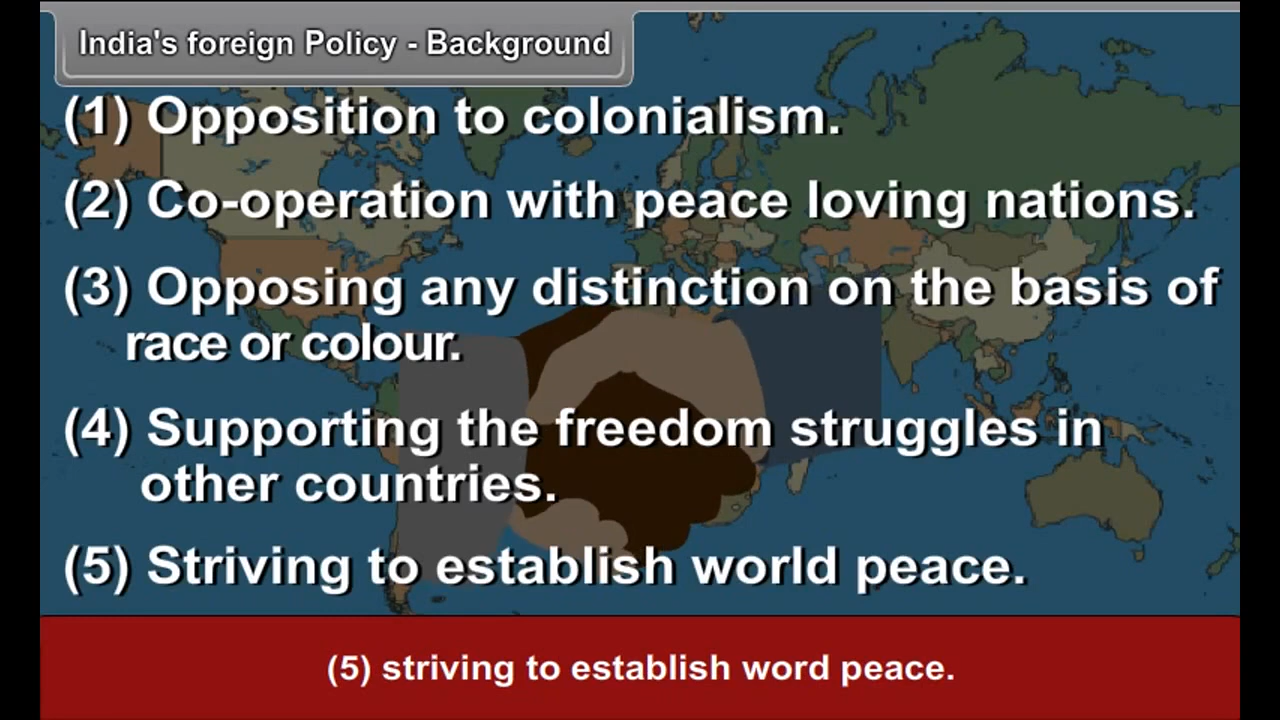 India's foreign Policy - Background
(1) Opposition to colonialism.
(2) Co-operation with peace loving nations.
(3) Opposing any distinction on the basis of
race or colour.
(4) Supporting the freedom struggles in
other countries.
(5) Striving to establish world peace.
(5) striving to establish word peace.